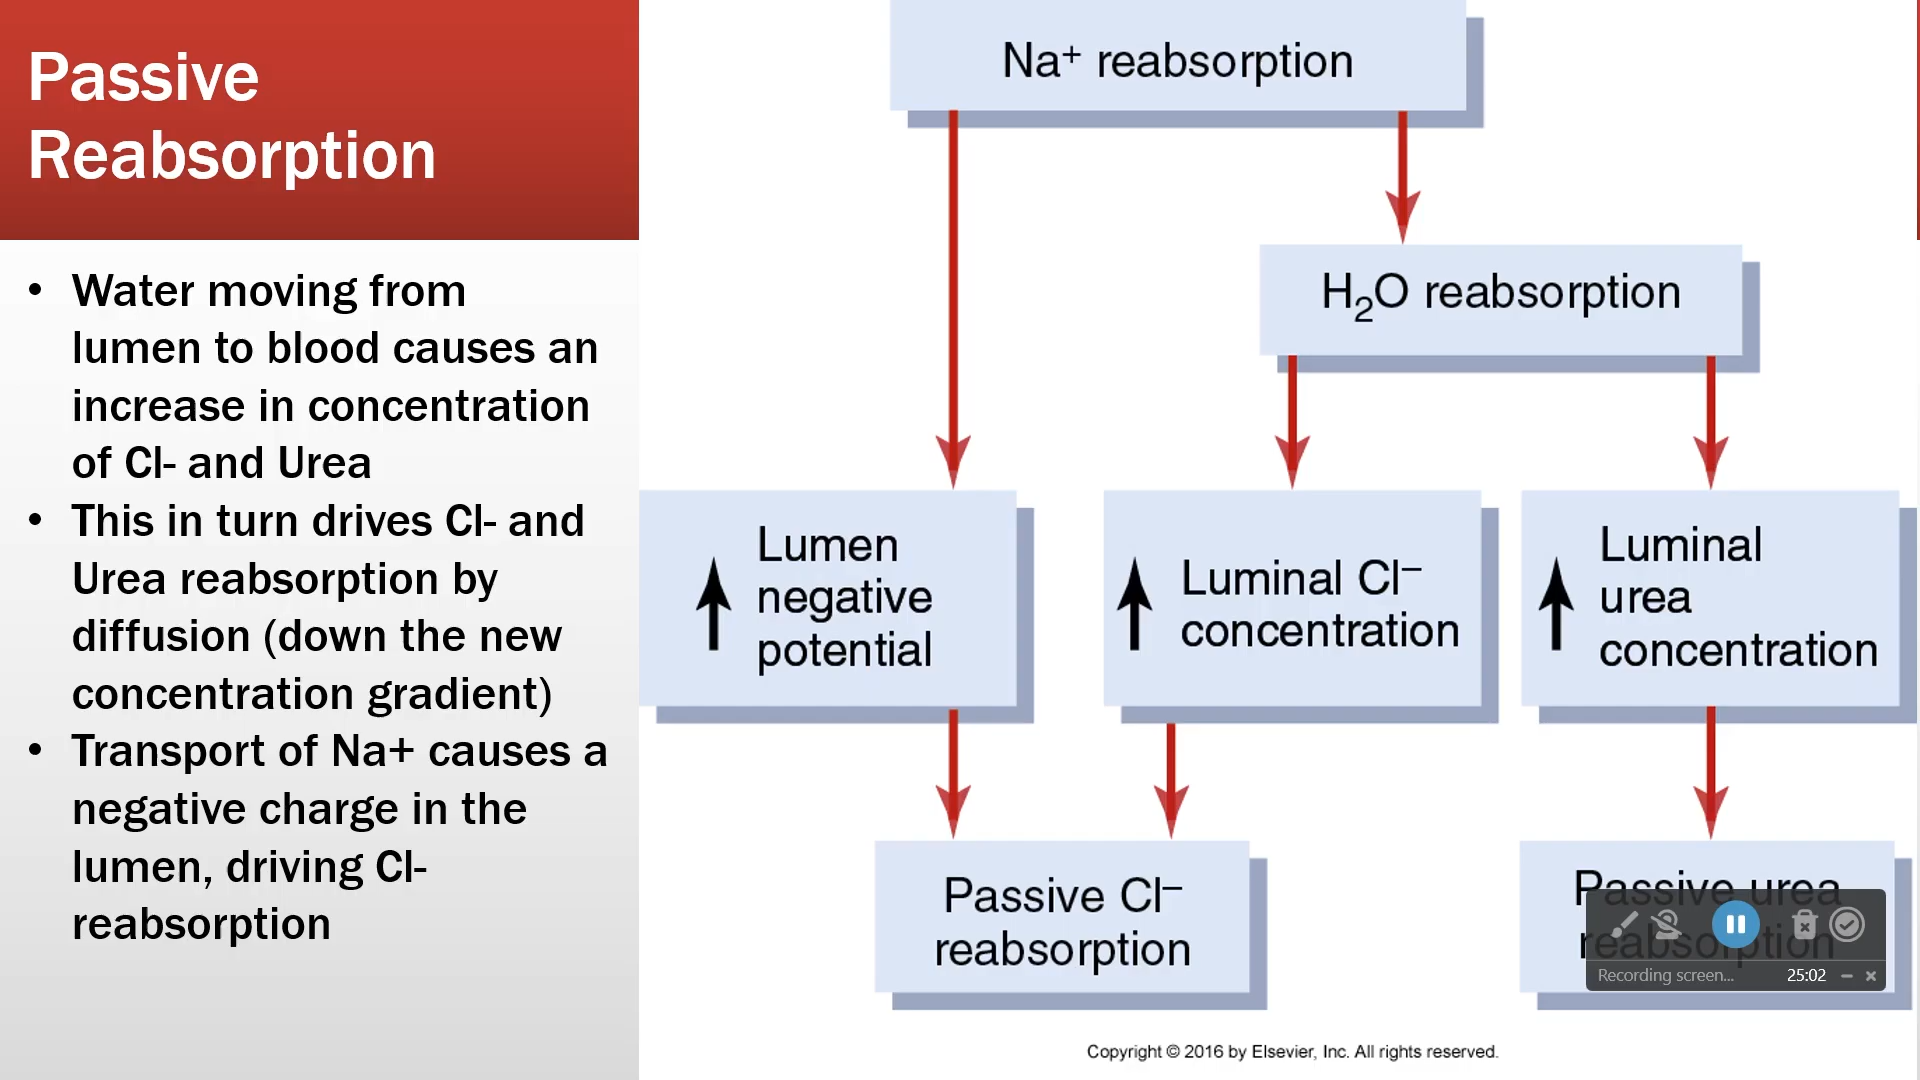 Passive
Reabsorption
• Water moving from
lumen to blood causes an
increase in concentration
of Cl- and Urea
• This in turn drives Cl- and
Urea reabsorption by
diffusion (down the new
concentration gradient)
• Transport of Na+ causes a
negative charge in the
lumen, driving Cl-
reabsorption
Na⁺ reabsorption
H₂O reabsorption
Lumen
negative
potential
Luminal Cl⁻
concentration
Luminal
urea
concentration
Passive Cl⁻
reabsorption
Passive urea
reabsorption
Recording screen... 25:02
Copyright © 2016 by Elsevier, Inc. All rights reserved.